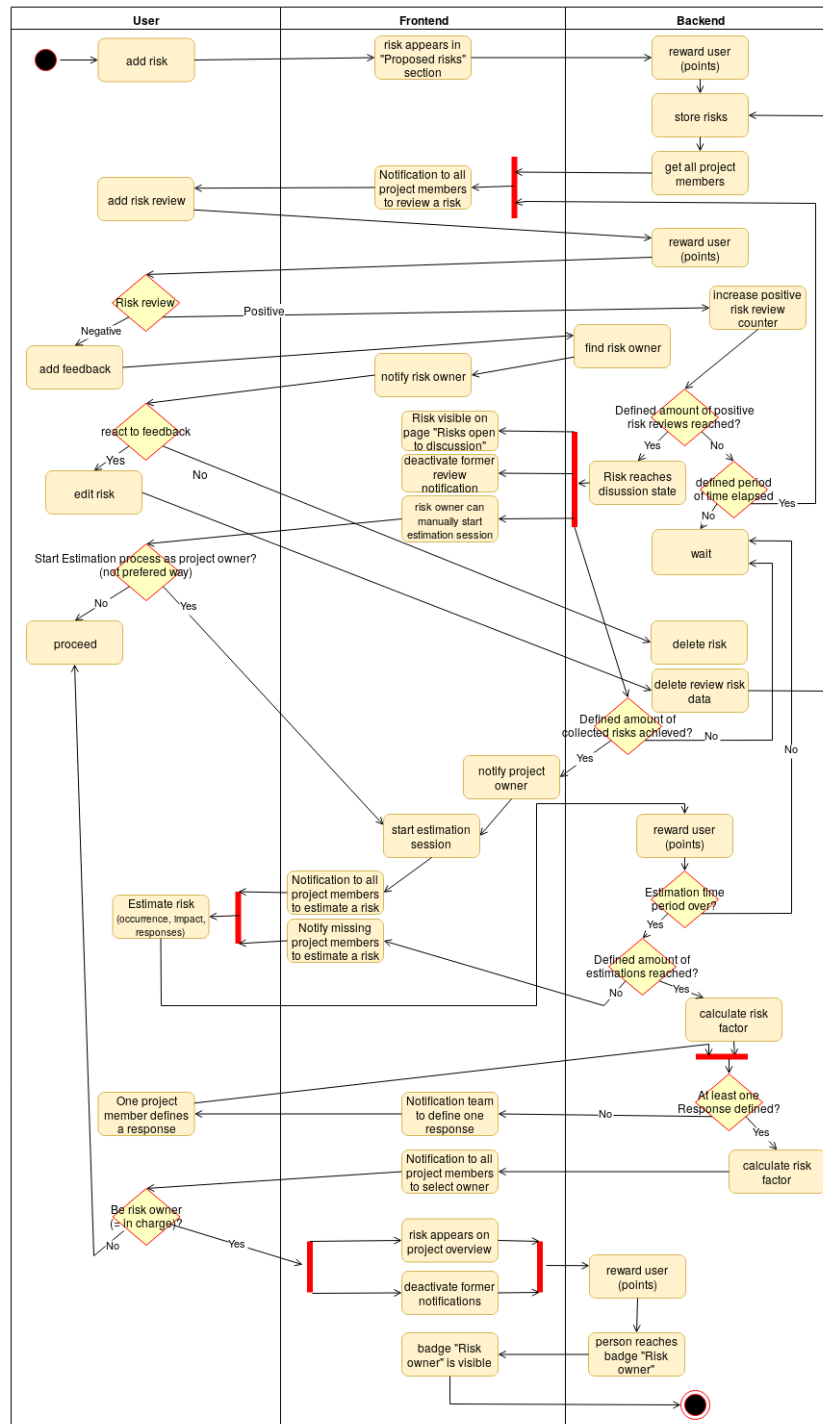 User
Frontend
Backend
add risk
risk appears in
"Proposed risks"
section
reward user
(points)
store risks
get all project
members
Notification to all
project members
to review a risk
add risk review
reward user
(points)
Risk review
Positive
Negative
increase positive
risk review
counter
add feedback
find risk owner
notify risk owner
react to feedback
Yes
No
edit risk
Defined amount of positive
risk reviews reached?
Yes
No
Risk visible on
page "Risks open
to discussion"
deactivate former
review
notification
risk owner can
manually start
estimation session
Risk reaches
disussion state
defined period
of time elapsed
Yes
No
wait
Start Estimation process as project owner?
(not prefered way)
No
Yes
proceed
delete risk
delete review risk
data
Defined amount of
collected risks achieved?
No
Yes
No
notify project
owner
start estimation
session
reward user
(points)
Notification to all
project members
to estimate a risk
Estimate risk
(occurrence, Impact,
responses)
Notify missing
project members
to estimate a risk
Estimation time
period over?
Yes
Defined amount of
estimations reached?
No
Yes
calculate risk
factor
One project
member defines
a response
Notification team
to define one
response
No
At least one
Response defined?
Yes
Notification to all
project members
to select owner
calculate risk
factor
Be risk owner
(= in charge)?
No
Yes
risk appears on
project overview
deactivate former
notifications
reward user
(points)
badge "Risk
owner" is visible
person reaches
badge "Risk
owner"